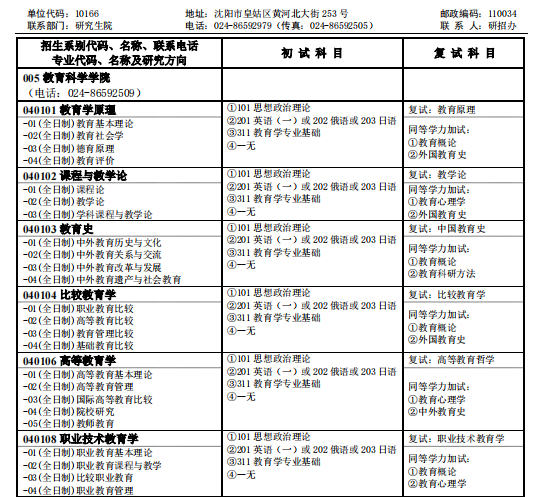 单位代码：10166
地址：沈阳市皇姑区黄河北大街 253 号
邮政编码：110034
联系部门：研究生院
电话：024-86592979（传真：024-86592505）
联 系 人：研招办
招生系别代码、名称、联系电话
专业代码、名称及研究方向
初 试 科 目
复 试 科 目
005 教育科学学院
（电话：024-86592509）
040101 教育学原理
-01(全日制)教育基本理论
-02(全日制)教育社会学
-03(全日制)德育原理
-04(全日制)教育评价
①101 思想政治理论
②201 英语（一）或 202 俄语或 203 日语
③311 教育学专业基础
④--无
复试：教育原理
同等学力加试：
①教育概论
②外国教育史
040102 课程与教学论
-01(全日制)课程论
-02(全日制)教学论
-03(全日制)学科课程与教学论
①101 思想政治理论
②201 英语（一）或 202 俄语或 203 日语
③311 教育学专业基础
④--无
复试：教学论
同等学力加试：
①教育心理学
②外国教育史
040103 教育史
-01(全日制)中外教育历史与文化
-02(全日制)中外教育关系与交流
-03(全日制)中外教育改革与发展
-04(全日制)中外教育遗产与社会教育
①101 思想政治理论
②201 英语（一）或 202 俄语或 203 日语
③311 教育学专业基础
④--无
复试：中国教育史
同等学力加试：
①教育概论
②教育科研方法
040104 比较教育学
-01(全日制)职业教育比较
-02(全日制)高等教育比较
-03(全日制)教育管理比较
-04(全日制)基础教育比较
①101 思想政治理论
②201 英语（一）或 202 俄语或 203 日语
③311 教育学专业基础
④--无
复试：比较教育学
同等学力加试：
①教育概论
②外国教育史
040106 高等教育学
-01(全日制)高等教育基本理论
-02(全日制)高等教育管理
-03(全日制)国际高等教育比较
-04(全日制)院校研究
-05(全日制)教师教育
①101 思想政治理论
②201 英语（一）或 202 俄语或 203 日语
③311 教育学专业基础
④--无
复试：高等教育哲学
同等学力加试：
①教育心理学
②中外教育史
040108 职业技术教育学
-01(全日制)职业教育基本理论
-02(全日制)职业教育课程与教学
-03(全日制)比较职业教育
-04(全日制)职业教育管理
①101 思想政治理论
②201 英语（一）或 202 俄语或 203 日语
③311 教育学专业基础
④--无
复试：职业技术教育学
同等学力加试：
①教育概论
②教育心理学